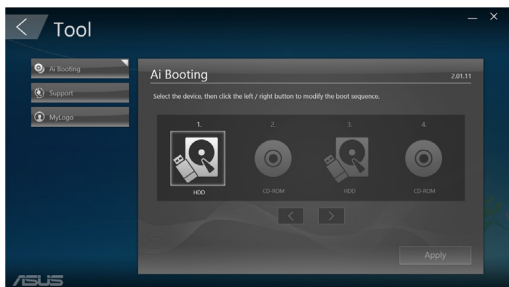 Tool
Ai Booting
Support
MyLogo
Ai Booting
2.01.11
Select the device, then click the left / right button to modify the boot sequence.
1. 2. 3. 4.
HDD CD-ROM HDD CD-ROM
Apply
ASUS